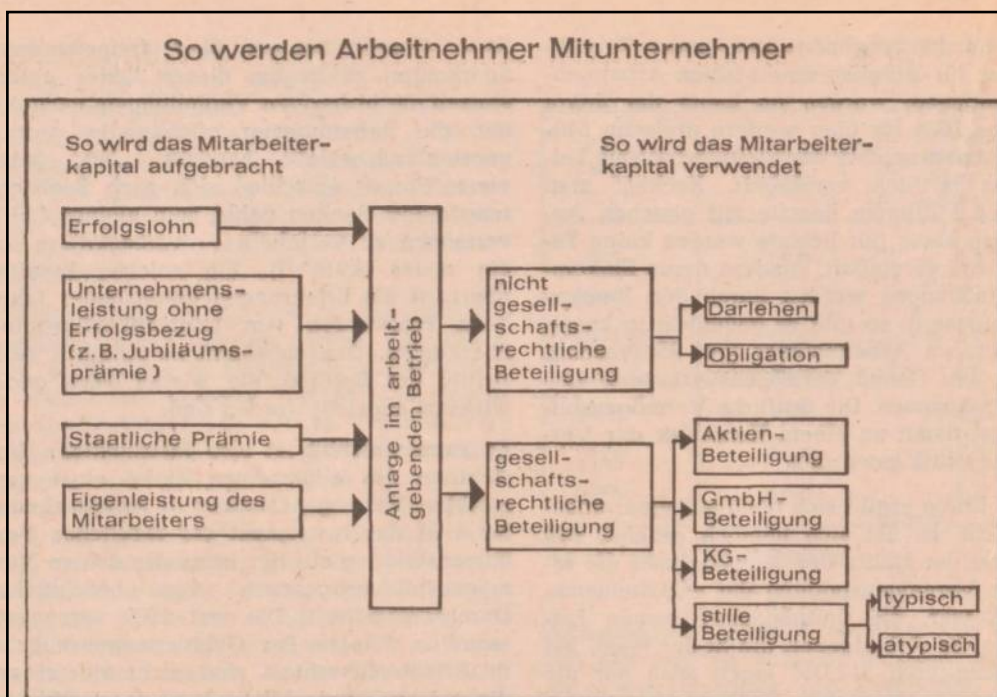 So werden Arbeitnehmer Mitunternehmer
So wird das Mitarbeiter-
kapital aufgebracht
So wird das Mitarbeiter-
kapital verwendet
Erfolgslohn
Unternehmens-
leistung ohne
Erfolgsbezug
(z. B. Jubiläums-
prämie)
Staatliche Prämie
Eigenleistung des
Mitarbeiters
Anlage im arbeit-
gebenden Betrieb
nicht
gesell-
schafts-
rechtliche
Beteiligung
Darlehen
Obligation
gesell-
schafts-
rechtliche
Beteiligung
Aktien-
Beteiligung
GmbH-
Beteiligung
KG-
Beteiligung
stille
Beteiligung
typisch
atypisch